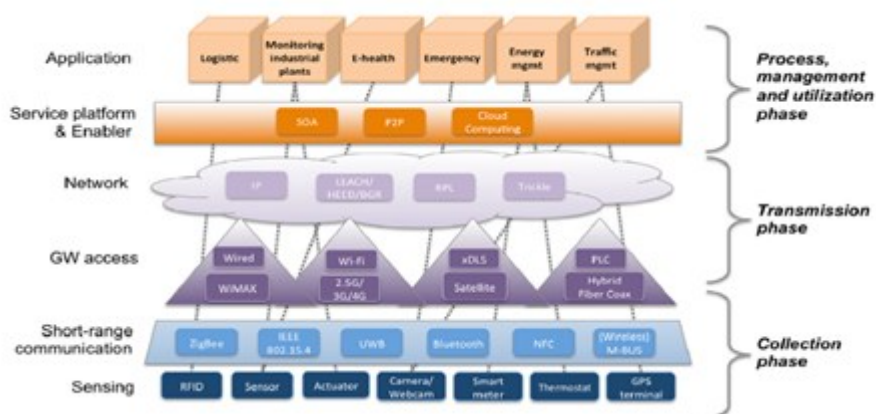 Application
Logistic
Monitoring
industrial
plants
E-health
Emergency
Energy
mgmt
Traffic
mgmt
Process,
management
and utilization
phase
Service platform
& Enabler
SOA
P2P
Cloud
Computing
Network
IP
LEACH/
HEED/BGR
RPL
Trickle
Transmission
phase
GW access
Wired
WiMAX
Wi-Fi
2.5G/
3G/4G
xDLS
Satellite
PLC
Hybrid
Fiber Coax
Short-range
communication
ZigBee
IEEE
802.15.4
UWB
Bluetooth
NFC
(Wireless)
M-BUS
Collection
phase
Sensing
RFID
Sensor
Actuator
Camera/
Webcam
Smart
meter
Thermostat
GPS
terminal